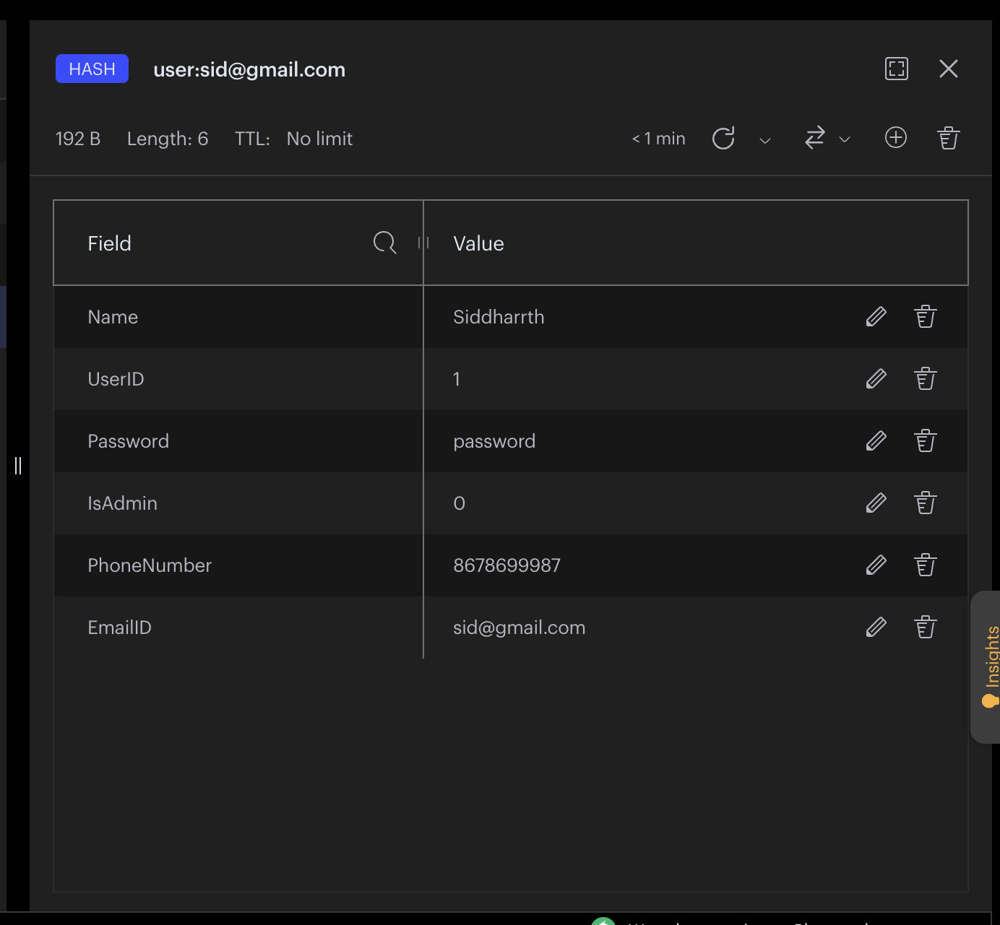 HASH user:sid@gmail.com
192 B Length: 6 TTL: No limit < 1 min
Field Value
Name Siddharrth
UserID 1
Password password
IsAdmin 0
PhoneNumber 8678699987
EmailID sid@gmail.com
Insights